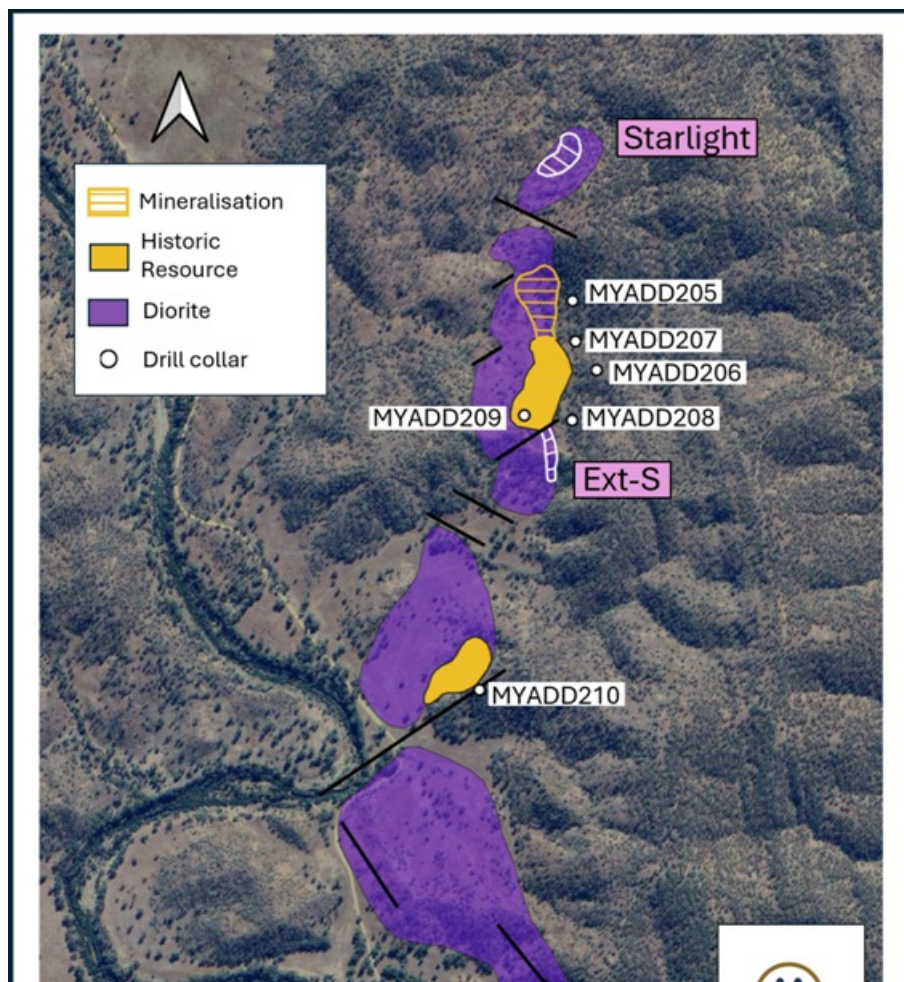 Starlight
Mineralisation
Historic
Resource
Diorite
Drill collar
MYADD205
MYADD207
MYADD206
MYADD209
MYADD208
Ext-S
MYADD210